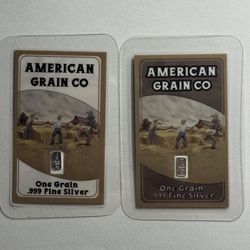 AMERICAN
GRAIN CO
One Grain
.999 Fine Silver
AMERICAN
GRAIN CO
One Grain
.999 Fine Silver